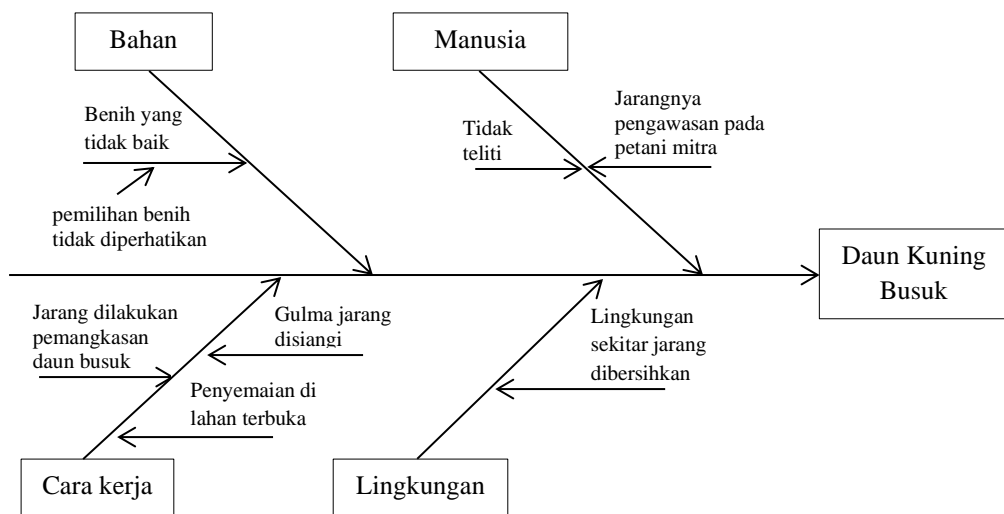 Bahan
Manusia
Benih yang
tidak baik
pemilihan benih
tidak diperhatikan
Tidak
teliti
Jarangnya
pengawasan pada
petani mitra
Daun Kuning
Busuk
Jarang dilakukan
pemangkasan
daun busuk
Gulma jarang
disiangi
Penyemaian di
lahan terbuka
Lingkungan
sekitar jarang
dibersihkan
Cara kerja
Lingkungan